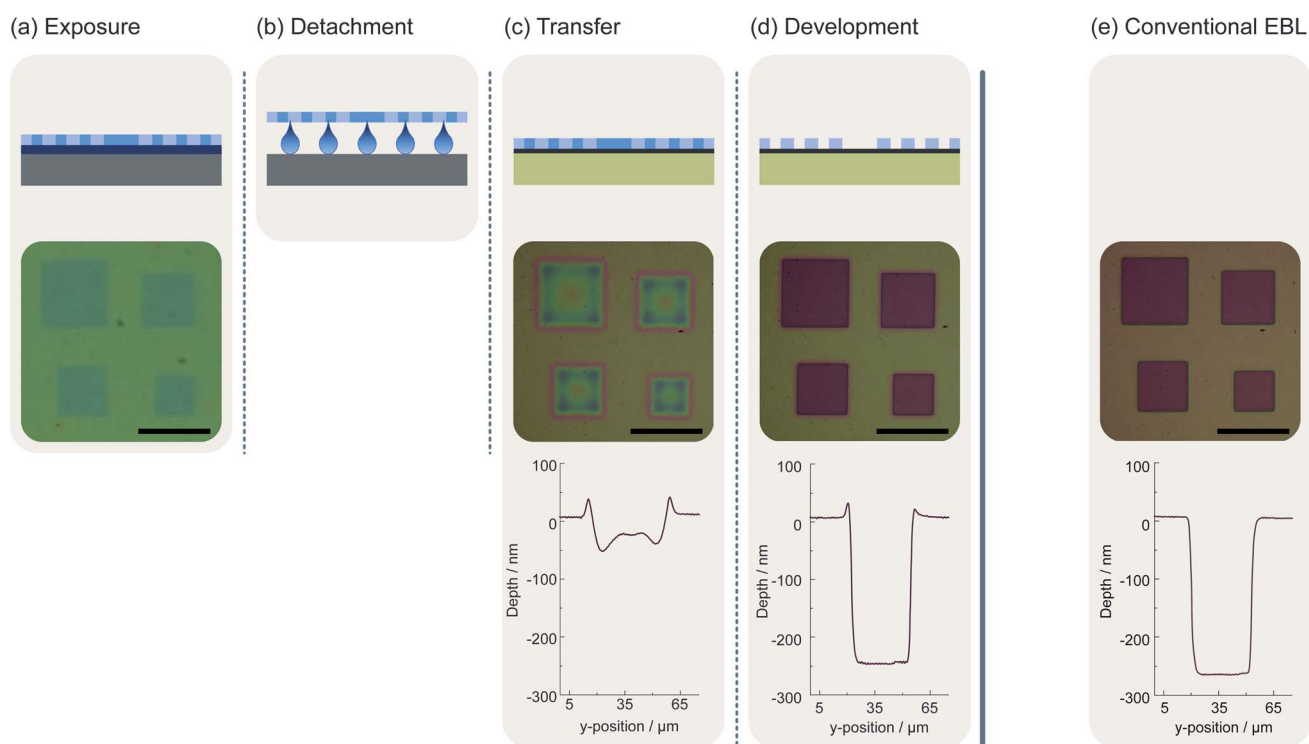 (a) Exposure
(b) Detachment
(c) Transfer
(d) Development
(e) Conventional EBL
100
0
-100
-200
-300
Depth / nm
5 35 65
y-position / µm
100
0
-100
-200
-300
Depth / nm
5 35 65
y-position / µm
100
0
-100
-200
-300
Depth / nm
5 35 65
y-position / µm